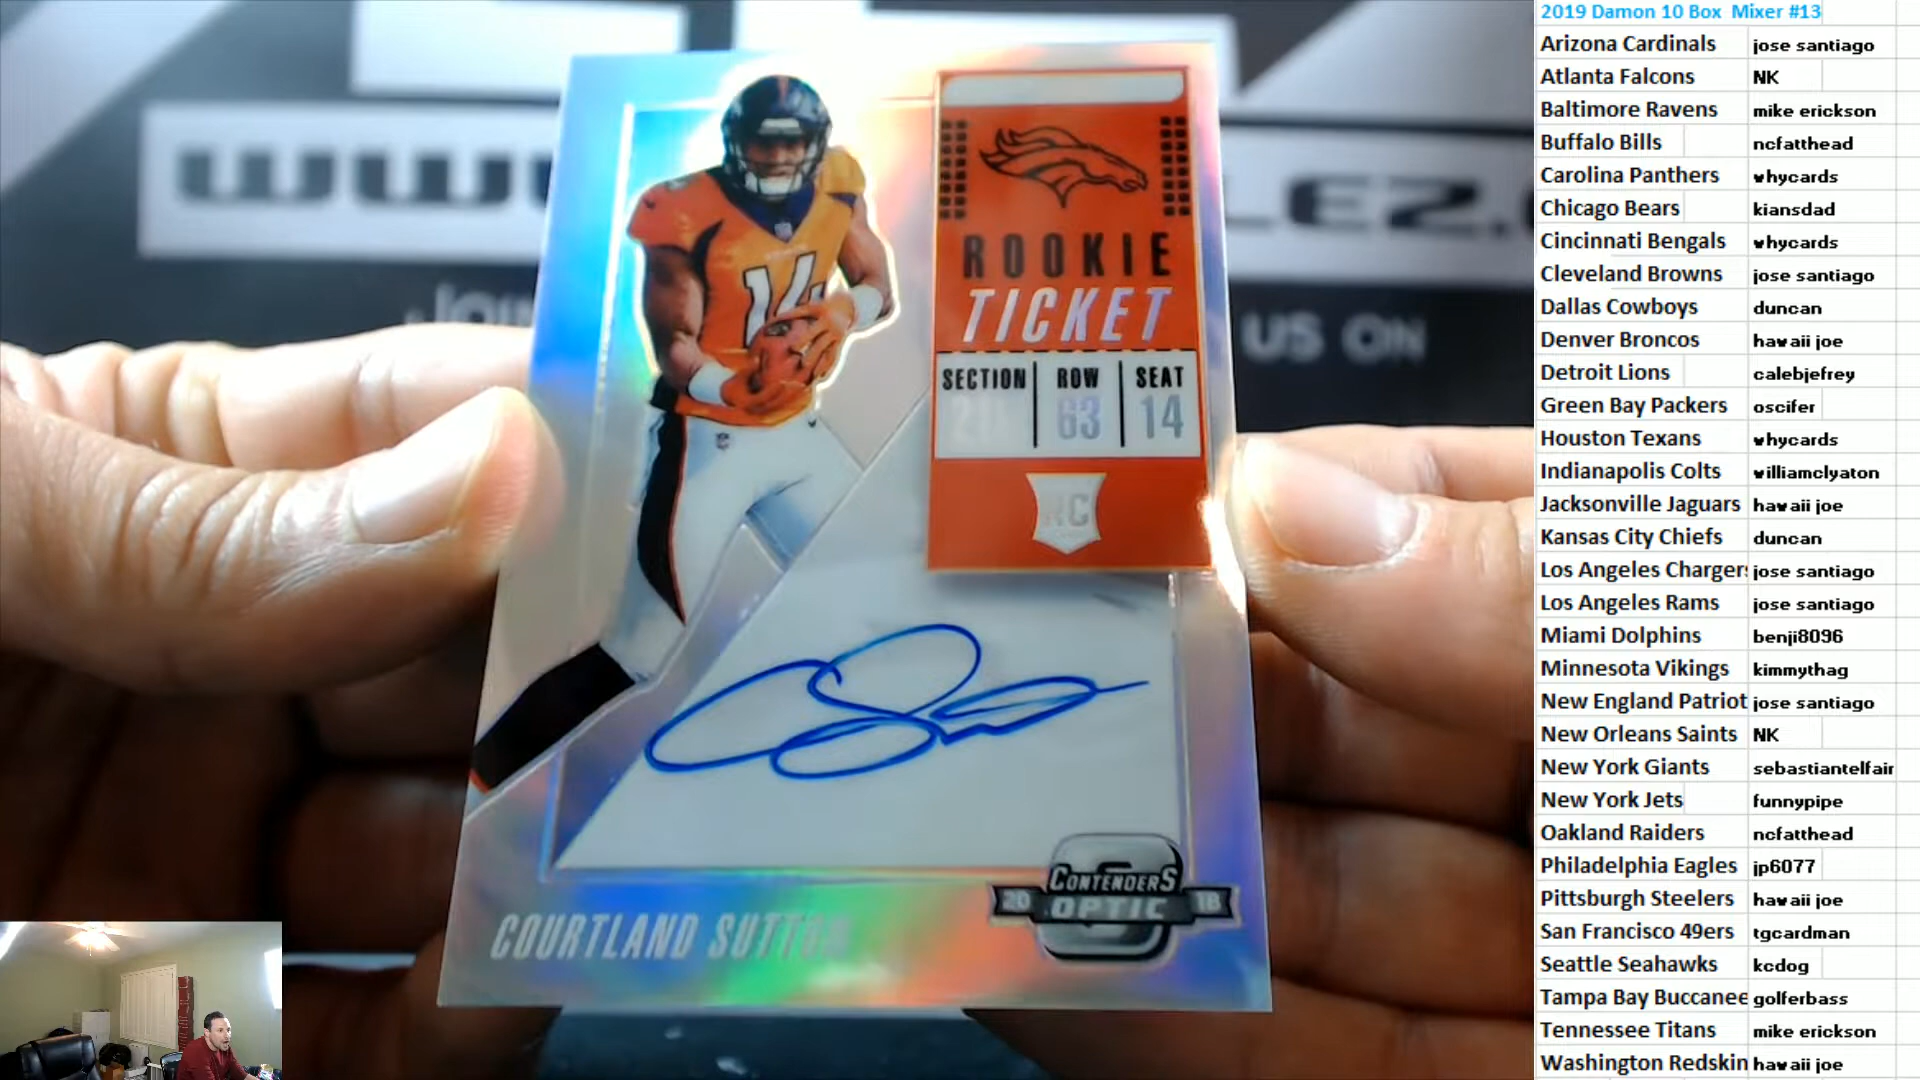 2019 Damon 10 Box Mixer #13
Arizona Cardinals jose santiago
Atlanta Falcons NK
Baltimore Ravens mike erickson
Buffalo Bills ncfatthead
Carolina Panthers whycards
Chicago Bears kiansdad
Cincinnati Bengals whycards
Cleveland Browns jose santiago
Dallas Cowboys duncan
Denver Broncos hawaii joe
Detroit Lions calebjefrey
Green Bay Packers oscifer
Houston Texans whycards
Indianapolis Colts williamclyaton
Jacksonville Jaguars hawaii joe
Kansas City Chiefs duncan
Los Angeles Chargers jose santiago
Los Angeles Rams jose santiago
Miami Dolphins benji8096
Minnesota Vikings kimmythag
New England Patriot jose santiago
New Orleans Saints NK
New York Giants sebastiantelfair
New York Jets funnypipe
Oakland Raiders ncfatthead
Philadelphia Eagles jp6077
Pittsburgh Steelers hawaii joe
San Francisco 49ers tgcardman
Seattle Seahawks kcdog
Tampa Bay Buccanee golferbass
Tennessee Titans mike erickson
Washington Redskin hawaii joe
ROOKIE
TICKET
SECTION ROW SEAT
63 14
RC
14
CONTENDERS
20 OPTIC 18
COURTLAND SUTTON
US ON